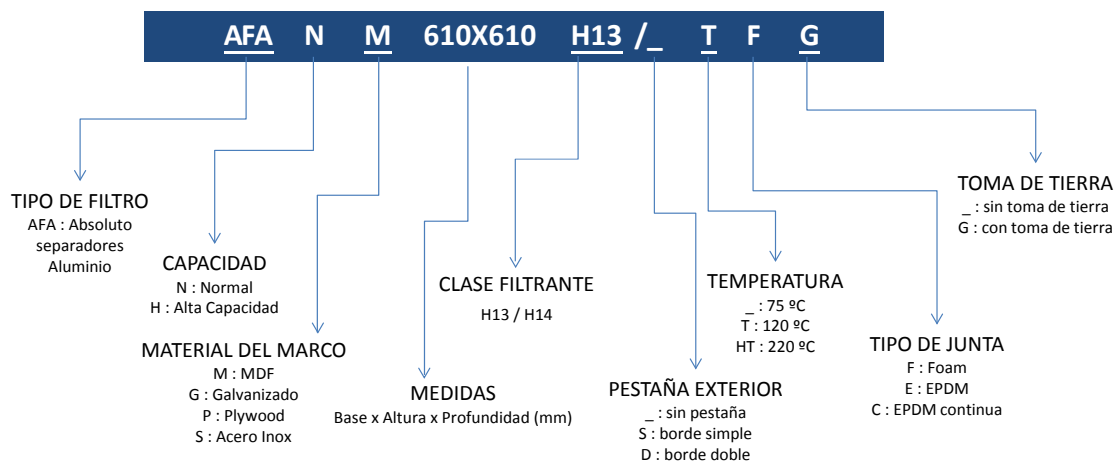 AFA N M 610X610 H13 /_ T F G
TIPO DE FILTRO
AFA : Absoluto
separadores
Aluminio
CAPACIDAD
N : Normal
H : Alta Capacidad
MATERIAL DEL MARCO
M : MDF
G : Galvanizado
P : Plywood
S : Acero Inox
MEDIDAS
Base x Altura x Profundidad (mm)
CLASE FILTRANTE
H13 / H14
PESTAÑA EXTERIOR
_ : sin pestaña
S : borde simple
D : borde doble
TEMPERATURA
_ : 75 ºC
T : 120 ºC
HT : 220 ºC
TIPO DE JUNTA
F : Foam
E : EPDM
C : EPDM continua
TOMA DE TIERRA
_ : sin toma de tierra
G : con toma de tierra